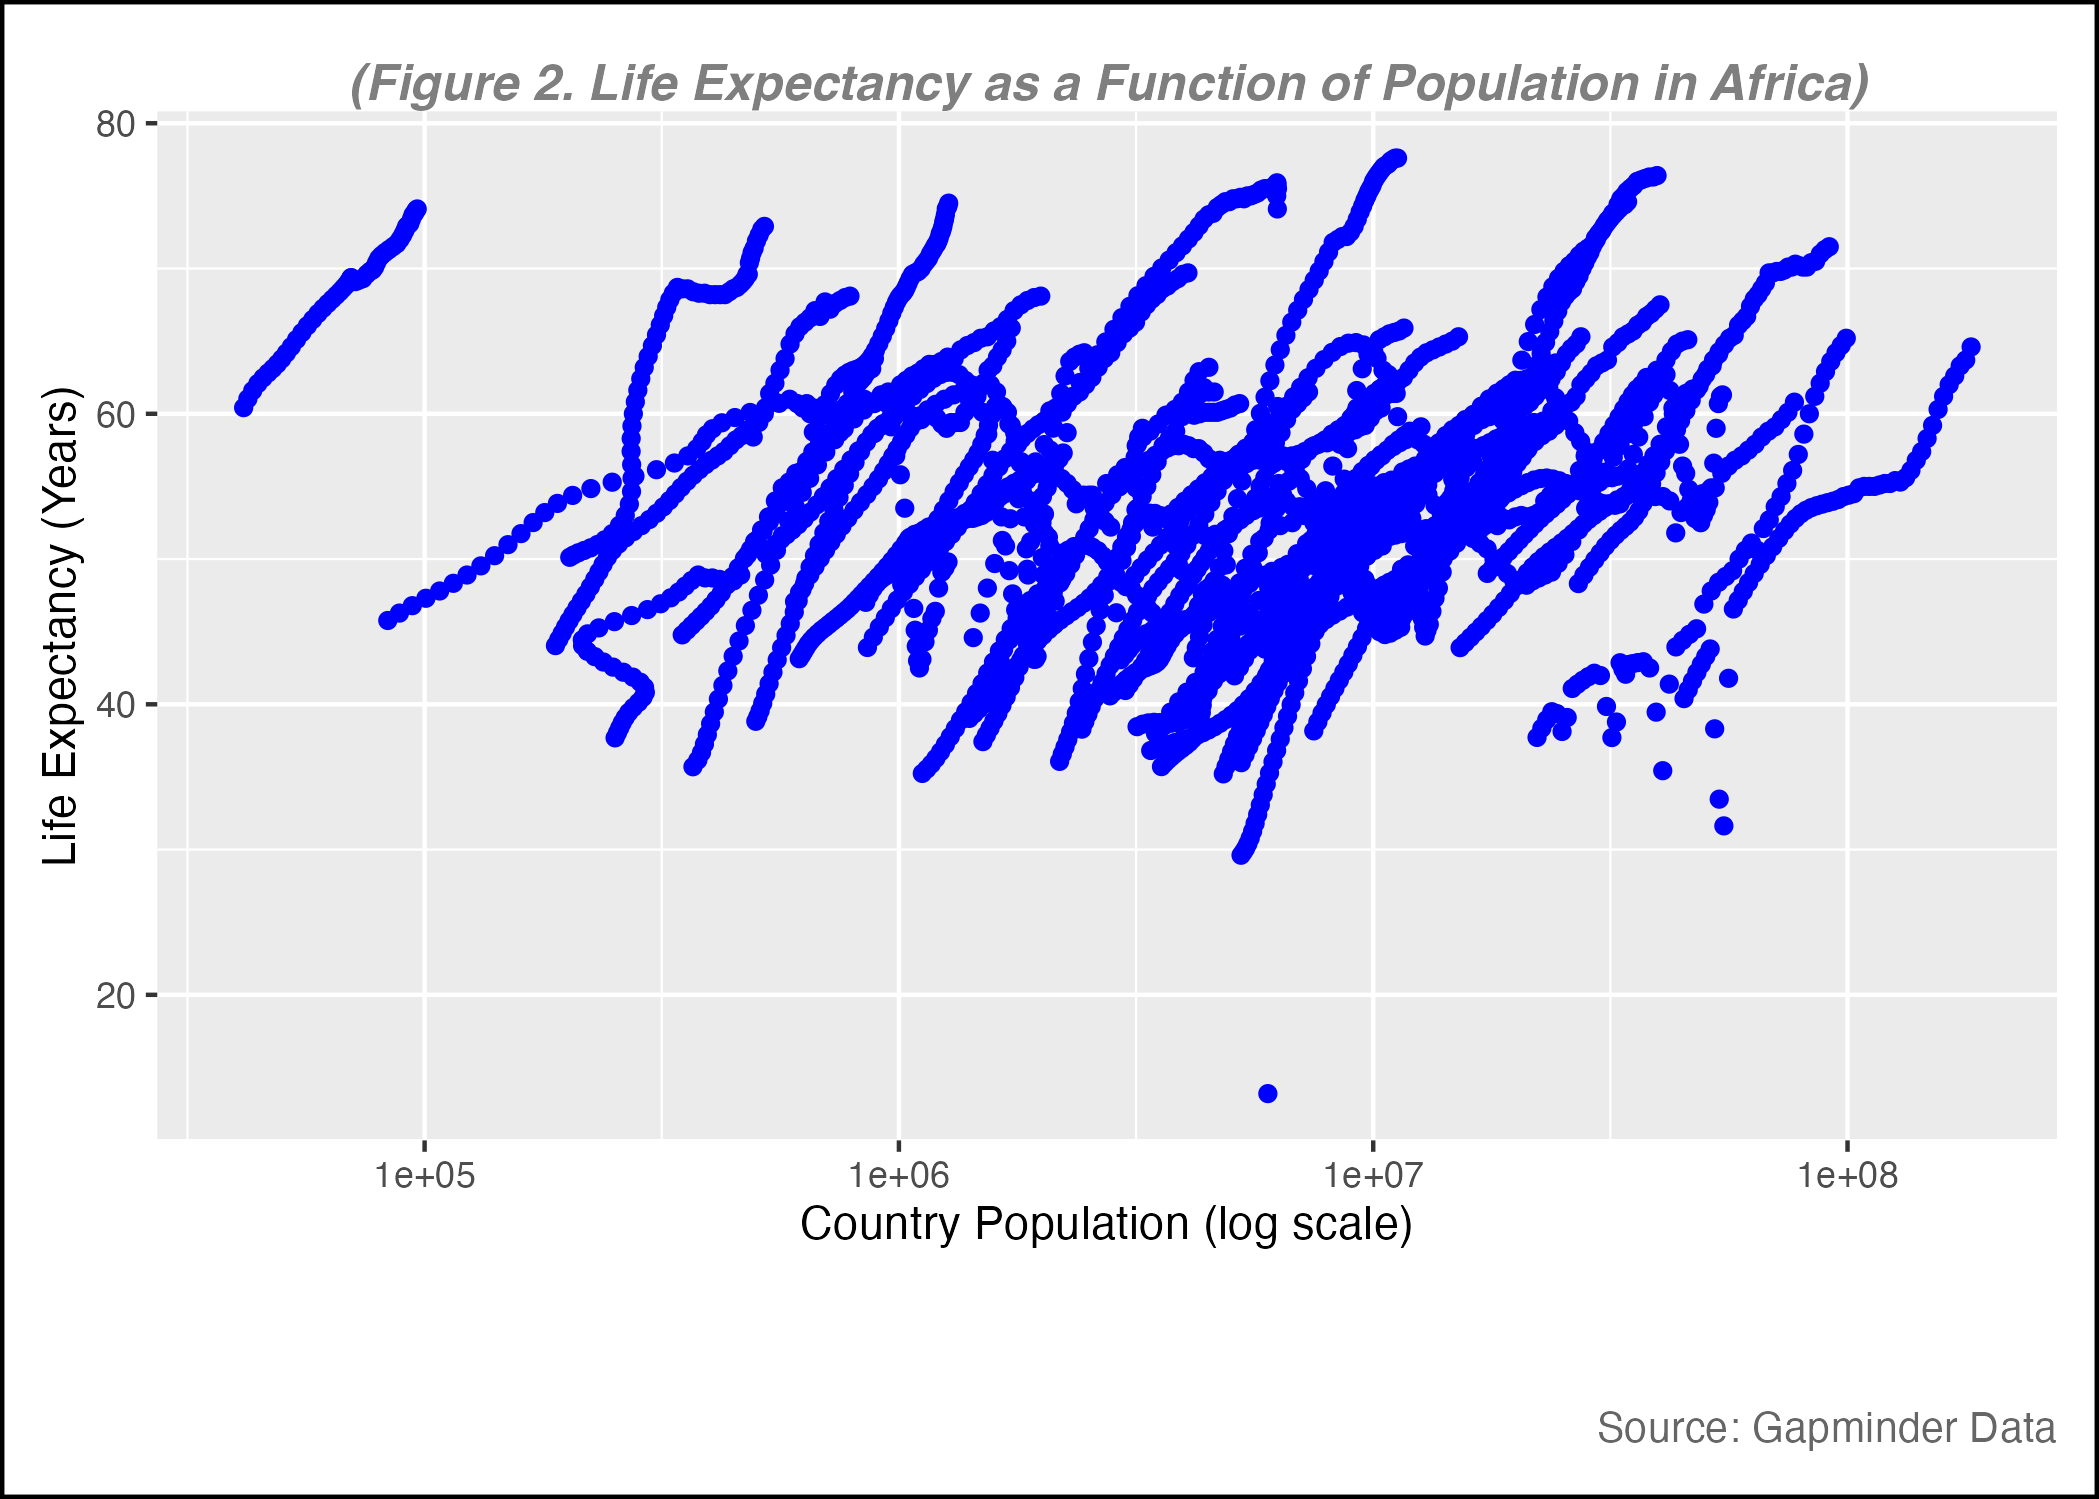 (Figure 2. Life Expectancy as a Function of Population in Africa)
80
60
40
20
Life Expectancy (Years)
1e+05 1e+06 1e+07 1e+08
Country Population (log scale)
Source: Gapminder Data